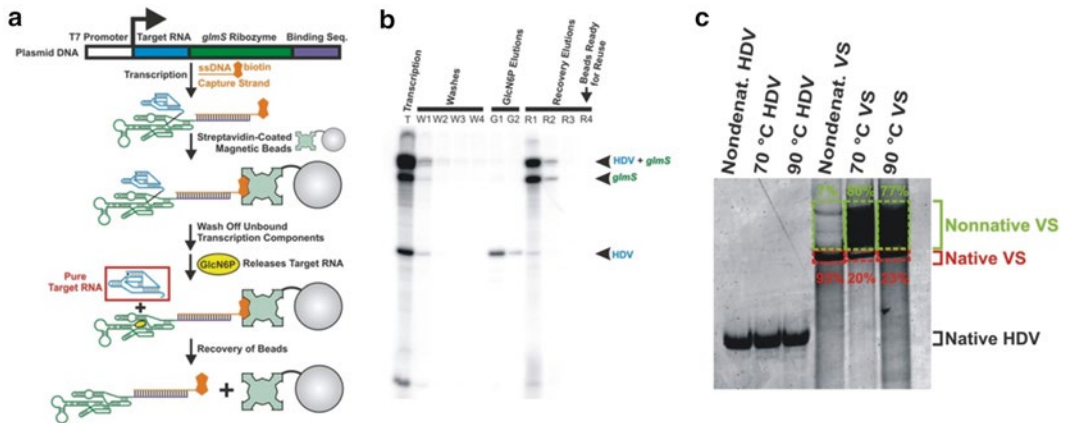 a
T7 Promoter Target RNA glmS Ribozyme Binding Seq.
Plasmid DNA
Transcription
ssDNA biotin
Capture Strand
Streptavidin-Coated
Magnetic Beads
Wash Off Unbound
Transcription Components
GlcN6P Releases Target RNA
Pure
Target RNA
+
Recovery of Beads
+
b
Transcription
Washes
GlcN6P Elutions
Recovery Elutions
Beads Ready
for Reuse
T W1 W2 W3 W4 G1 G2 R1 R2 R3 R4
HDV + glmS
glmS
HDV
c
Nondenat. HDV
70 °C HDV
90 °C HDV
Nondenat. VS
70 °C VS
90 °C VS
7% 80% 77%
Nonnative VS
Native VS
93% 20% 23%
Native HDV